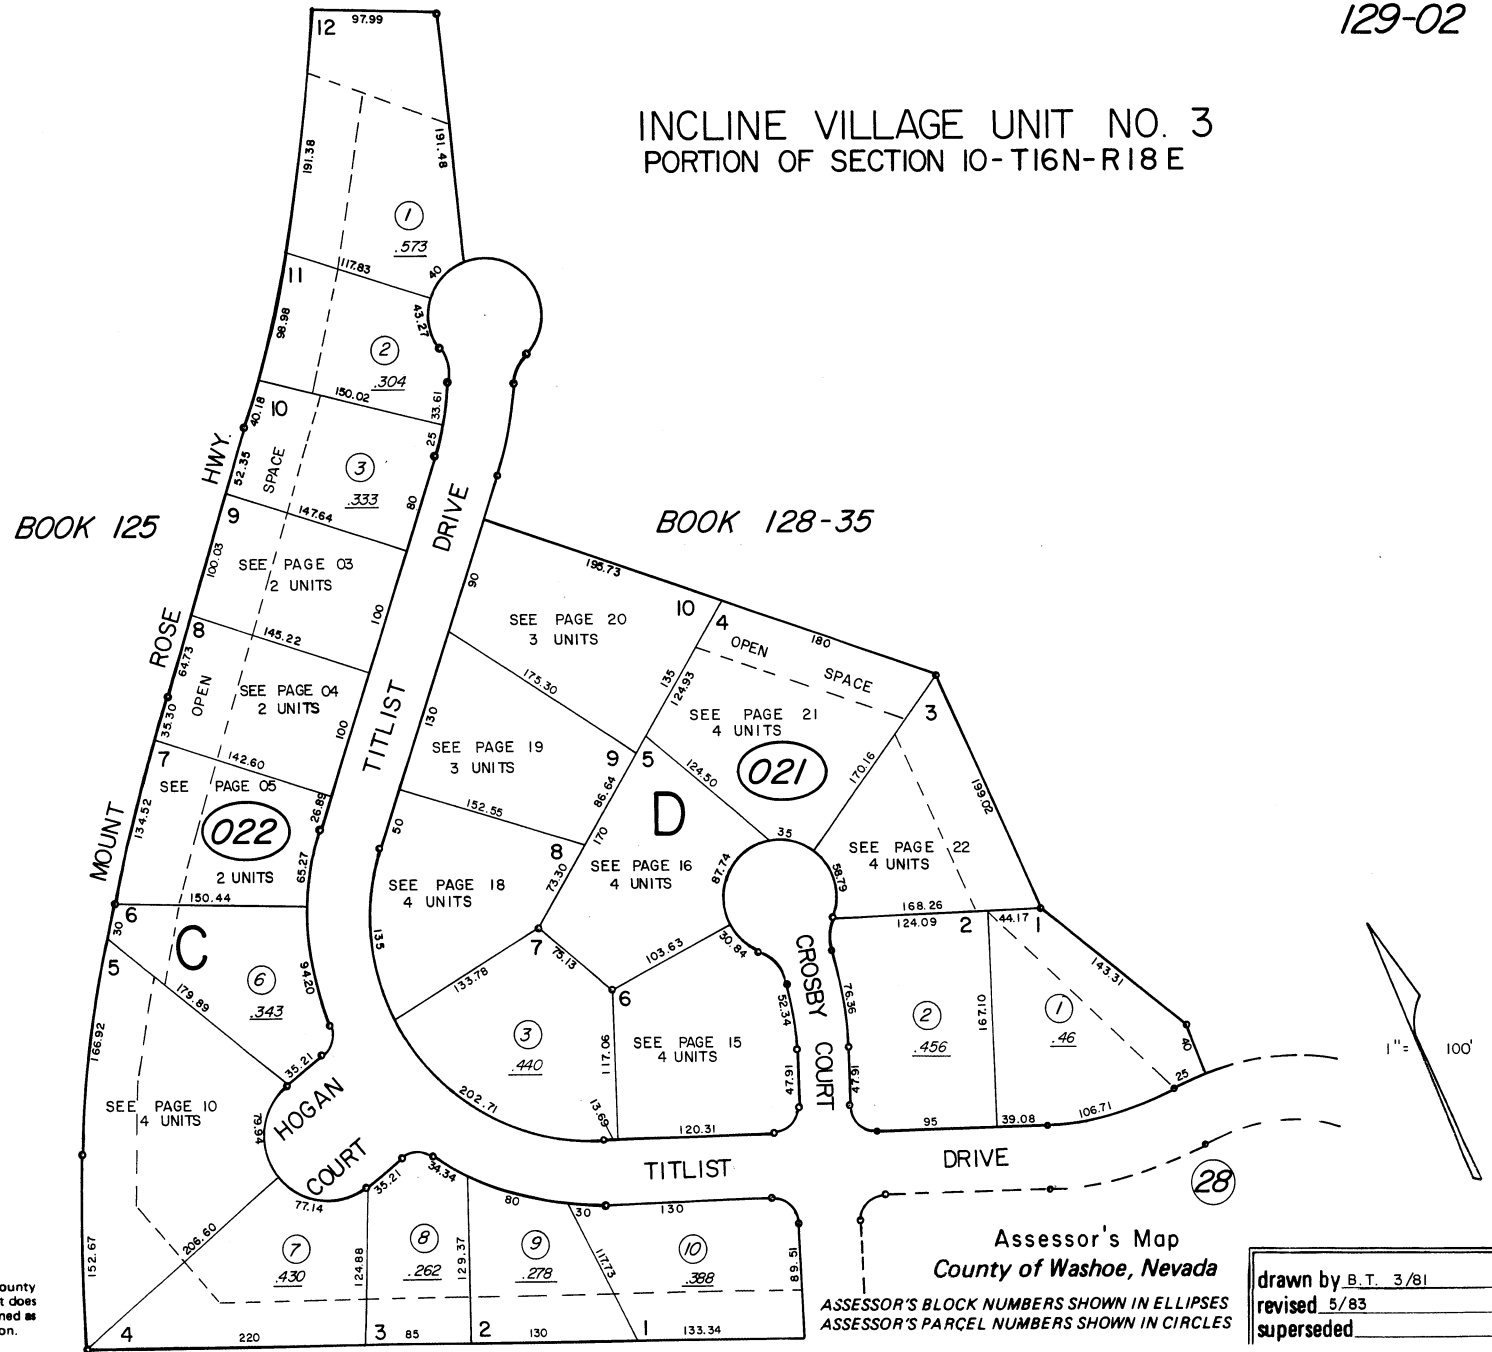 129-02
INCLINE VILLAGE UNIT NO. 3
PORTION OF SECTION 10-T16N-R18E
12
97.99
191.38
191.48
1
.573
117.83
40
11
98.98
43.27
2
.304
150.02
33.61
40.18
10
25
HWY.
52.35
SPACE
3
.333
80
147.64
9
DRIVE
BOOK 125
BOOK 128-35
100.03
SEE PAGE 03
2 UNITS
100
195.73
90
10
SEE PAGE 20
3 UNITS
4
180
OPEN
SPACE
ROSE
8
145.22
64.73
135
124.93
OPEN
SEE PAGE 04
2 UNITS
175.30
3
35.30
100
TITLIST
130
SEE PAGE 21
4 UNITS
7
142.60
SEE PAGE 19
3 UNITS
9
5
124.50
021
170.16
199.02
SEE PAGE 05
022
2 UNITS
26.89
134.52
MOUNT
152.55
86.64
D
50
170
35
65.27
8
73.30
SEE PAGE 16
4 UNITS
87.74
58.79
SEE PAGE 22
4 UNITS
SEE PAGE 18
4 UNITS
150.44
6
30
C
168.26
124.09
2
44.17
1
135
7
75.13
103.63
30.84
CROSBY
COURT
5
179.89
6
.343
94.20
133.78
6
143.31
52.34
76.36
167.10
166.92
3
.440
117.06
SEE PAGE 15
4 UNITS
2
.456
1
.46
40
1"= 100'
35.21
HOGAN
COURT
SEE PAGE 10
4 UNITS
79.94
202.71
13.69
120.31
47.91
47.91
95
39.08
106.71
25
35.21
34.34
TITLIST
DRIVE
28
77.14
80
30
130
206.60
7
.430
124.88
8
.262
129.37
9
.278
117.73
10
.388
89.51
152.67
4
220
3
85
2
130
1
133.34
Assessor's Map
County of Washoe, Nevada
ASSESSOR'S BLOCK NUMBERS SHOWN IN ELLIPSES
ASSESSOR'S PARCEL NUMBERS SHOWN IN CIRCLES
drawn by B.T. 3/81
revised 5/83
superseded
ounty
t does
ned as
on.